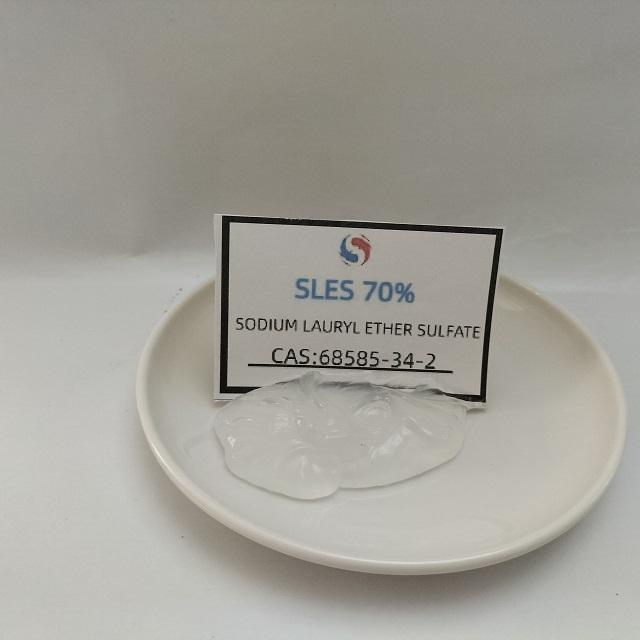 SLES 70%
SODIUM LAURYL ETHER SULFATE
CAS:68585-34-2